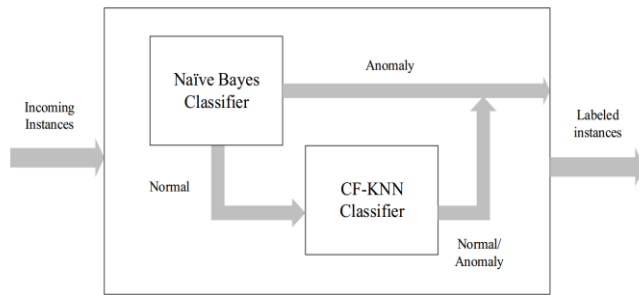 Incoming
Instances
Naïve Bayes
Classifier
Anomaly
Normal
CF-KNN
Classifier
Normal/
Anomaly
Labeled
instances